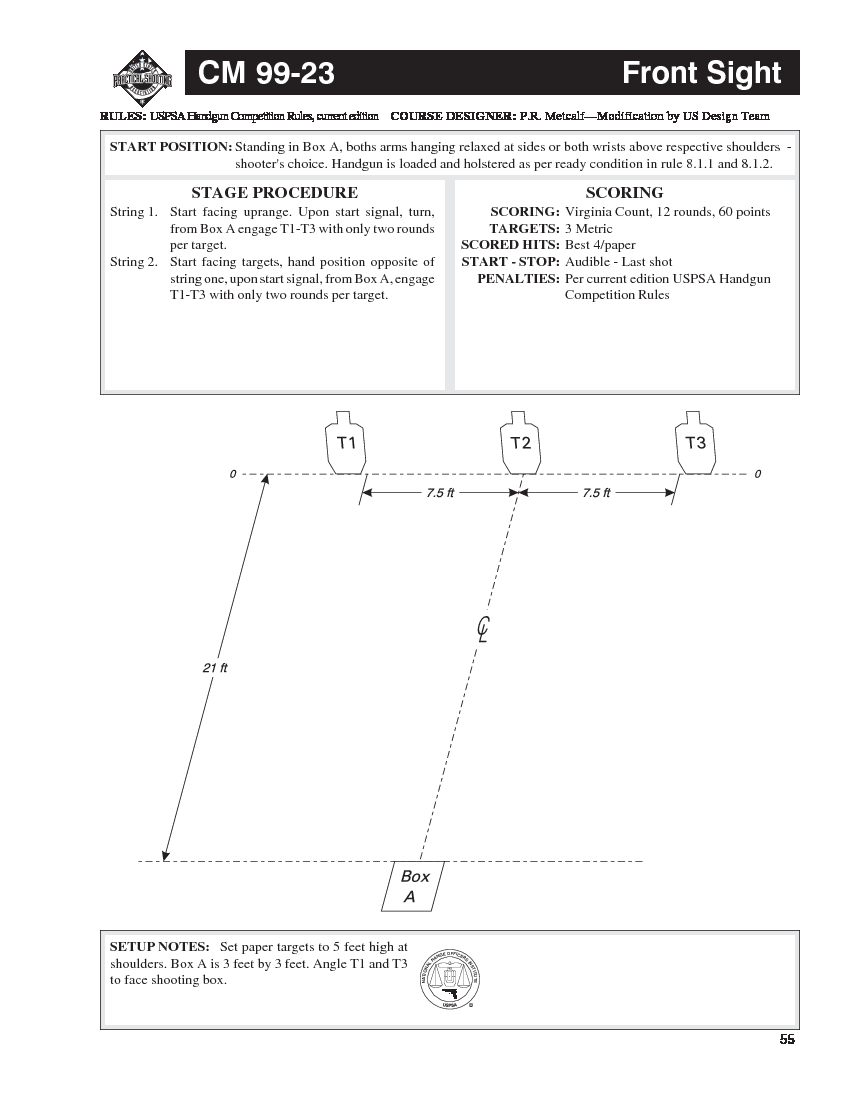 CM 99-23 Front Sight
RULES: USPSA Handgun Competition Rules, current edition COURSE DESIGNER: P.R. Metcalf—Modification by US Design Team
START POSITION: Standing in Box A, boths arms hanging relaxed at sides or both wrists above respective shoulders -
shooter's choice. Handgun is loaded and holstered as per ready condition in rule 8.1.1 and 8.1.2.
STAGE PROCEDURE
String 1. Start facing uprange. Upon start signal, turn,
from Box A engage T1-T3 with only two rounds
per target.
String 2. Start facing targets, hand position opposite of
string one, upon start signal, from Box A, engage
T1-T3 with only two rounds per target.
SCORING
SCORING: Virginia Count, 12 rounds, 60 points
TARGETS: 3 Metric
SCORED HITS: Best 4/paper
START - STOP: Audible - Last shot
PENALTIES: Per current edition USPSA Handgun
Competition Rules
T1 T2 T3
0 0
7.5 ft 7.5 ft
CL
21 ft
Box
A
SETUP NOTES: Set paper targets to 5 feet high at
shoulders. Box A is 3 feet by 3 feet. Angle T1 and T3
to face shooting box.
USPSA
55